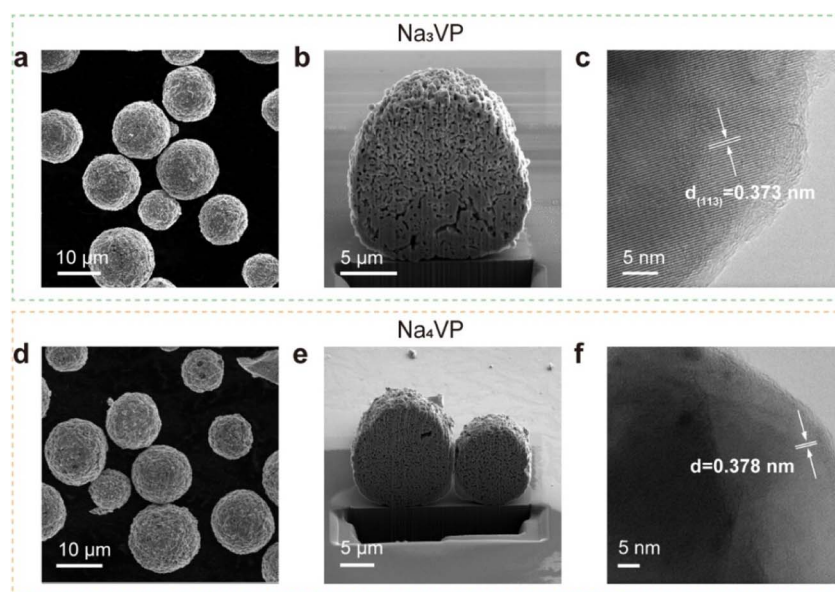 Na₃VP
a
b
c
10 μm
5 μm
d₍₁₁₃₎=0.373 nm
5 nm
Na₄VP
d
e
f
10 μm
5 μm
d=0.378 nm
5 nm